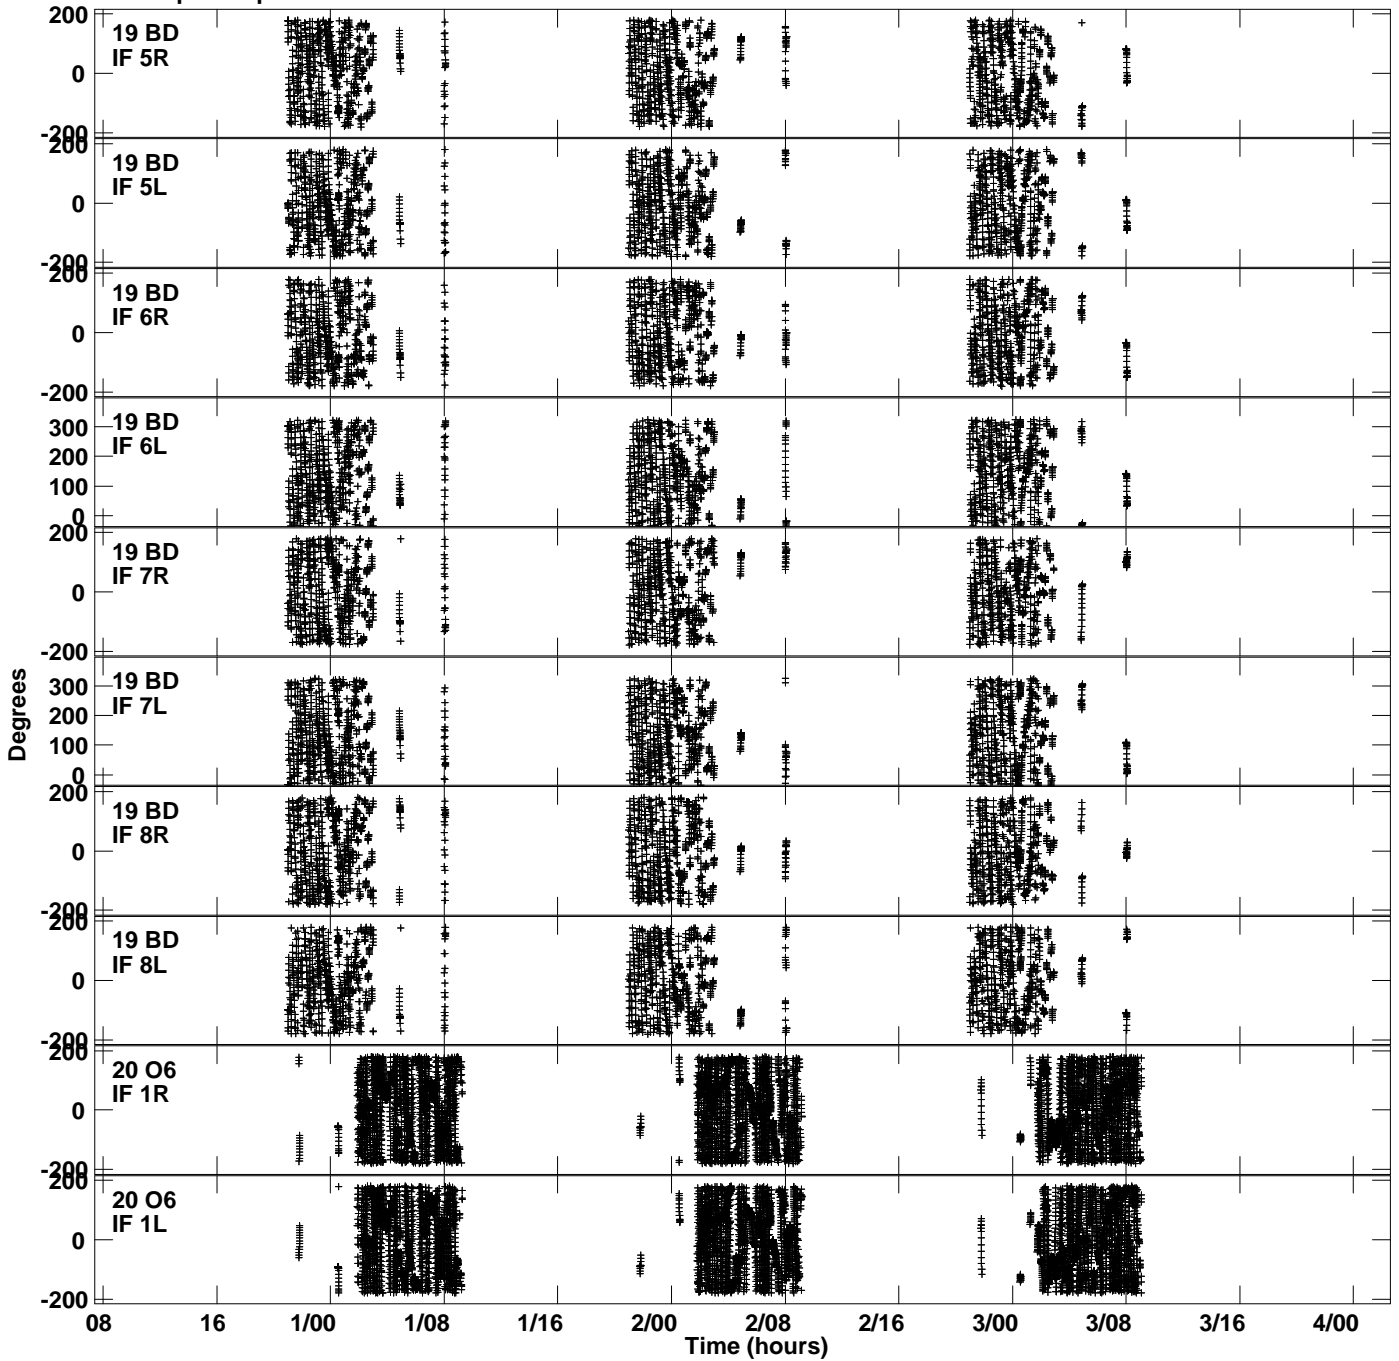 200
0
-200
19 BD
IF 5R
200
0
-200
19 BD
IF 5L
200
0
-200
19 BD
IF 6R
300
200
100
0
19 BD
IF 6L
200
0
-200
19 BD
IF 7R
300
200
100
0
19 BD
IF 7L
200
0
-200
19 BD
IF 8R
200
0
-200
19 BD
IF 8L
200
0
-200
20 O6
IF 1R
200
0
-200
20 O6
IF 1L
Degrees
08 16 1/00 1/08 1/16 2/00 2/08 2/16 3/00 3/08 3/16 4/00
Time (hours)